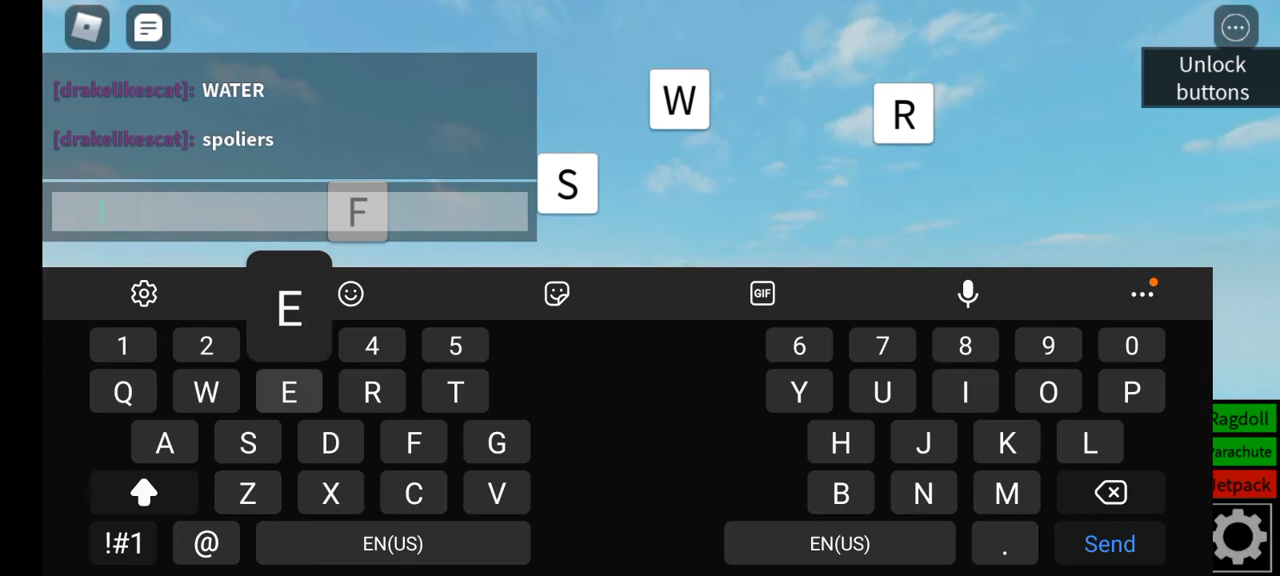 Unlock
buttons
[drakelikescat]: WATER
[drakelikescat]: spoliers
W
R
S
F
E
GIF
1 2 4 5 6 7 8 9 0
Q W E R T Y U I O P
A S D F G H J K L
Z X C V B N M
!#1 @ EN(US) EN(US) . Send
Ragdoll
Parachute
Jetpack